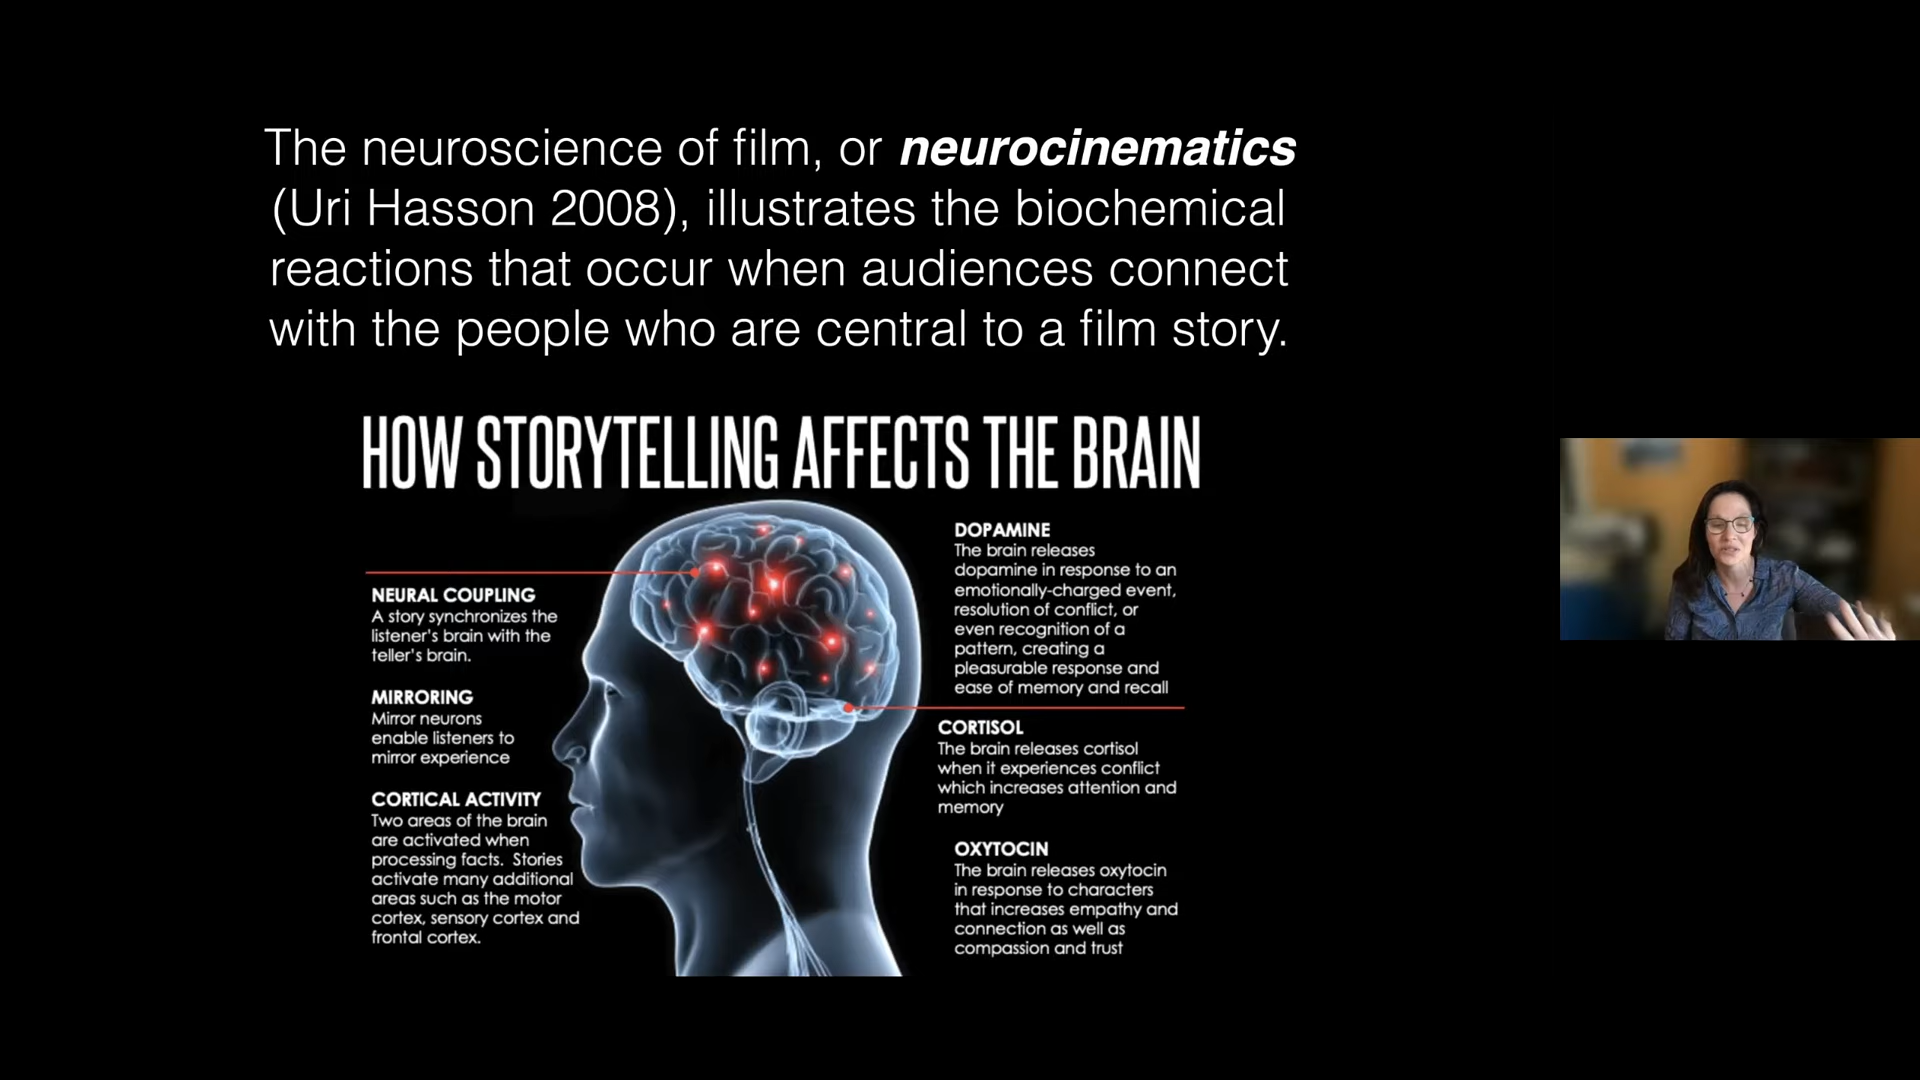 The neuroscience of film, or neurocinematics
(Uri Hasson 2008), illustrates the biochemical
reactions that occur when audiences connect
with the people who are central to a film story.
HOW STORYTELLING AFFECTS THE BRAIN
NEURAL COUPLING
A story synchronizes the
listener's brain with the
teller's brain.
MIRRORING
Mirror neurons
enable listeners to
mirror experience
CORTICAL ACTIVITY
Two areas of the brain
are activated when
processing facts. Stories
activate many additional
areas such as the motor
cortex, sensory cortex and
frontal cortex.
DOPAMINE
The brain releases
dopamine in response to an
emotionally-charged event,
resolution of conflict, or
even recognition of a
pattern, creating a
pleasurable response and
ease of memory and recall
CORTISOL
The brain releases cortisol
when it experiences conflict
which increases attention and
memory
OXYTOCIN
The brain releases oxytocin
in response to characters
that increases empathy and
connection as well as
compassion and trust